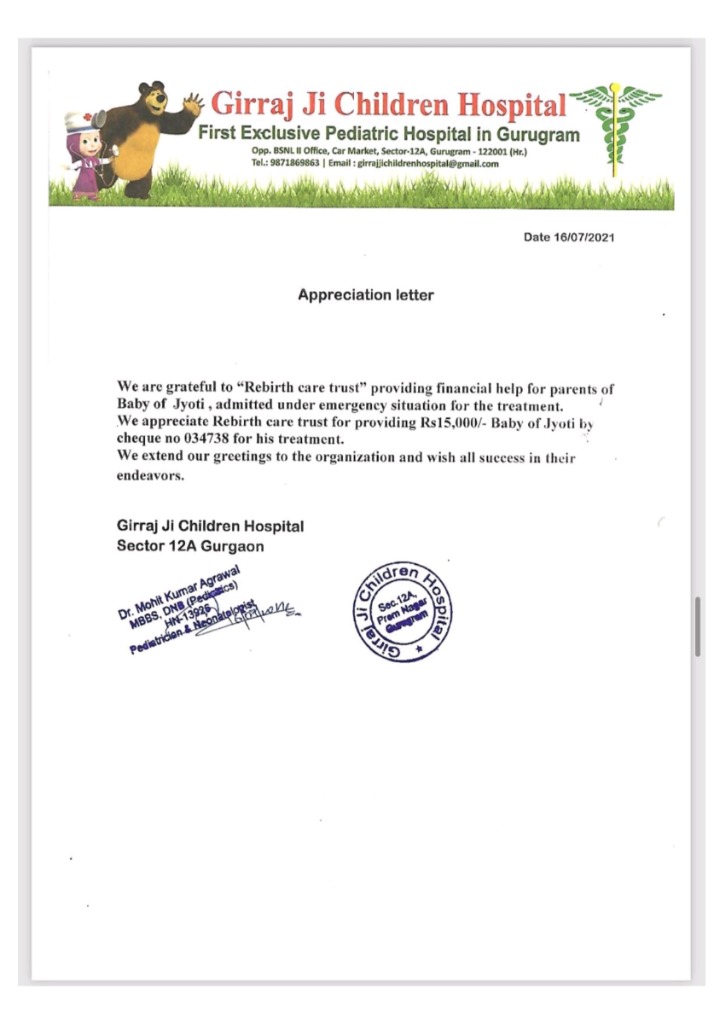 Girraj Ji Children Hospital
First Exclusive Pediatric Hospital in Gurugram
Opp. BSNL II Office, Car Market, Sector-12A, Gurugram - 122001 (Hr.)
Tel.: 9871869863 | Email : girrajjichildrenhospital@gmail.com
Date 16/07/2021
Appreciation letter
We are grateful to “Rebirth care trust” providing financial help for parents of
Baby of Jyoti , admitted under emergency situation for the treatment.
We appreciate Rebirth care trust for providing Rs15,000/- Baby of Jyoti by
cheque no 034738 for his treatment.
We extend our greetings to the organization and wish all success in their
endeavors.
Girraj Ji Children Hospital
Sector 12A Gurgaon
Dr. Mohit Kumar Agrawal
MBBS, DNB (Pediatrics)
HN-13926
Pediatrician & Neonatologist
Girraj Ji Children Hospital
Sec.12A,
Prem Nagar
Gurugram